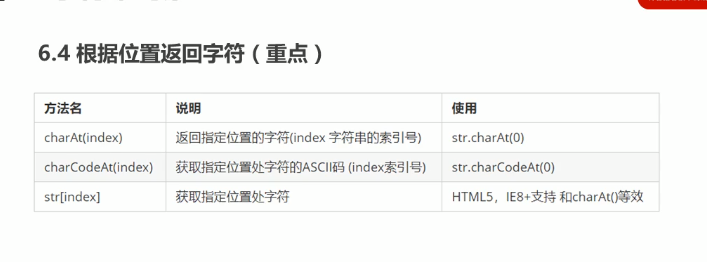 6.4 根据位置返回字符（重点）
方法名 说明 使用
charAt(index) 返回指定位置的字符(index 字符串的索引号) str.charAt(0)
charCodeAt(index) 获取指定位置处字符的ASCII码 (index索引号) str.charCodeAt(0)
str[index] 获取指定位置处字符 HTML5，IE8+支持 和charAt()等效